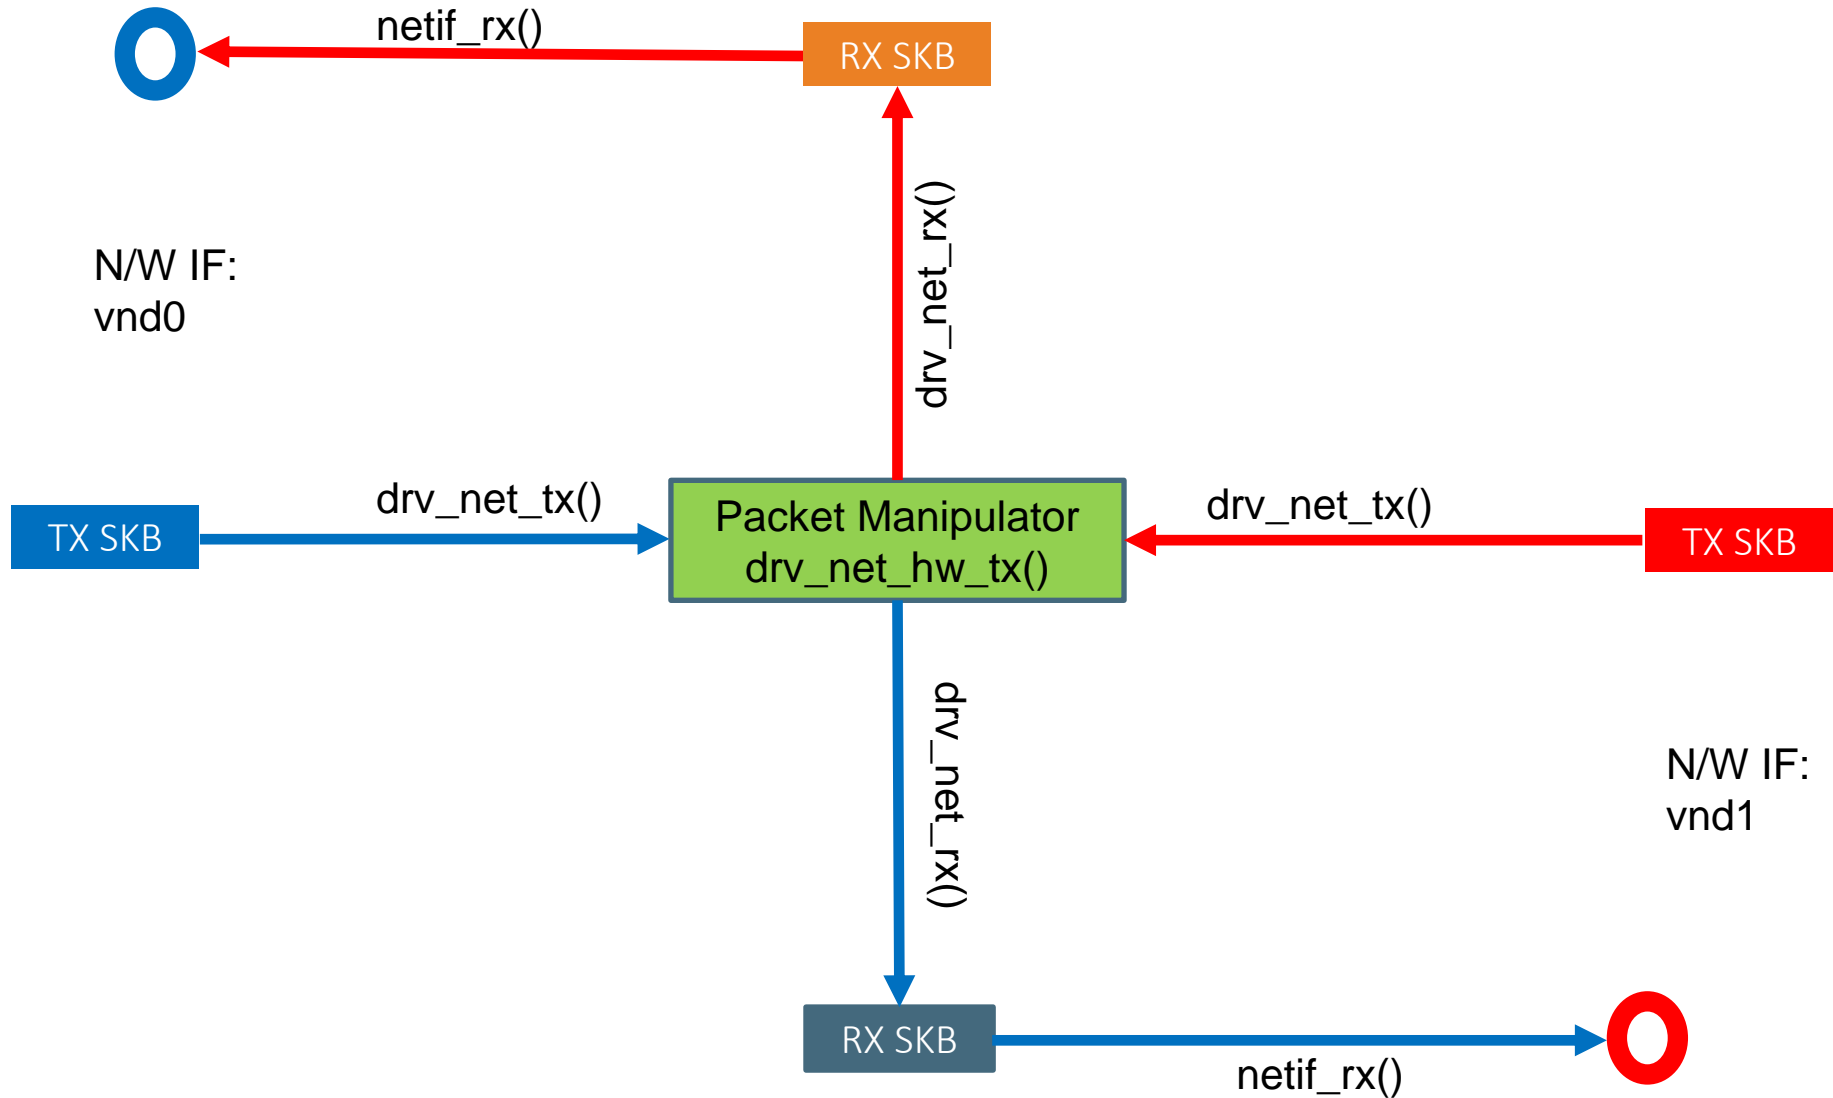 netif_rx()
RX SKB
drv_net_rx()
N/W IF:
vnd0
drv_net_tx()
drv_net_tx()
TX SKB
Packet Manipulator
drv_net_hw_tx()
TX SKB
drv_net_rx()
N/W IF:
vnd1
RX SKB
netif_rx()